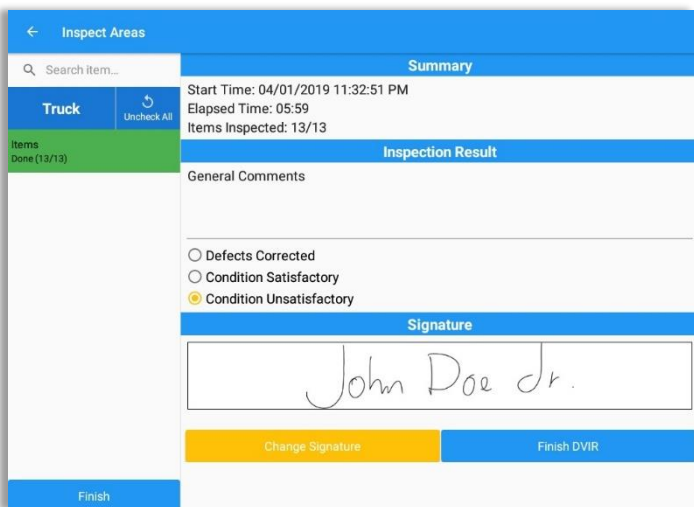 Inspect Areas
Search item...
Truck
Uncheck All
Items
Done (13/13)
Finish
Summary
Start Time: 04/01/2019 11:32:51 PM
Elapsed Time: 05:59
Items Inspected: 13/13
Inspection Result
General Comments
Defects Corrected
Condition Satisfactory
Condition Unsatisfactory
Signature
John Doe Jr.
Change Signature
Finish DVIR